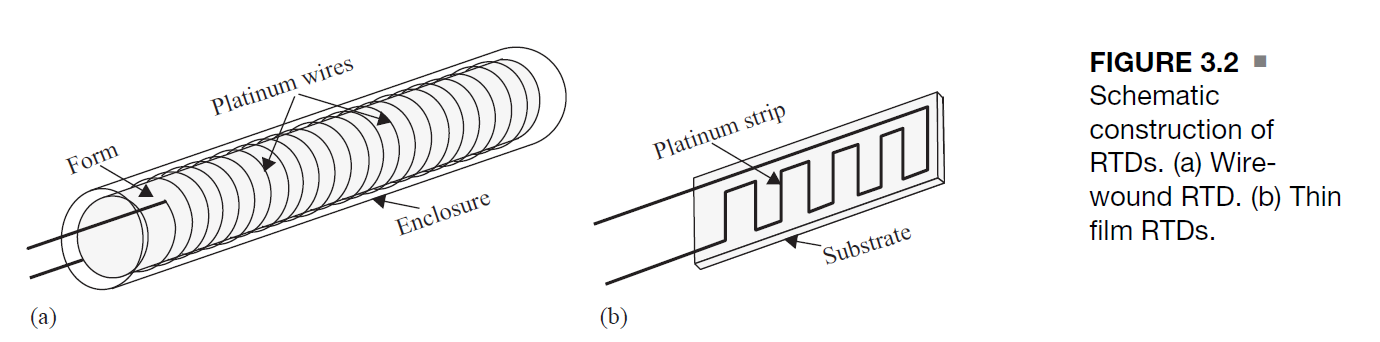 Form
Platinum wires
Enclosure
(a)
Platinum strip
Substrate
(b)
FIGURE 3.2 ■
Schematic
construction of
RTDs. (a) Wire-
wound RTD. (b) Thin
film RTDs.